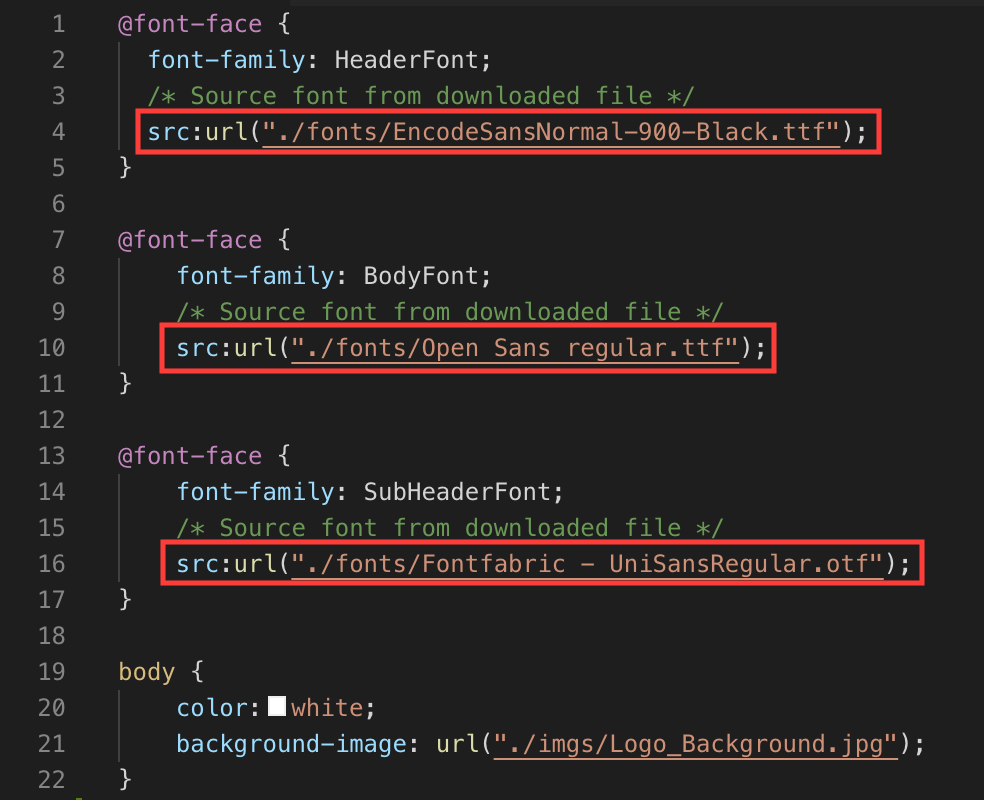 1 @font-face {
2 font-family: HeaderFont;
3 /* Source font from downloaded file */
4 src:url("./fonts/EncodeSansNormal-900-Black.ttf");
5 }
6
7 @font-face {
8 font-family: BodyFont;
9 /* Source font from downloaded file */
10 src:url("./fonts/Open Sans regular.ttf");
11 }
12
13 @font-face {
14 font-family: SubHeaderFont;
15 /* Source font from downloaded file */
16 src:url("./fonts/Fontfabric - UniSansRegular.otf");
17 }
18
19 body {
20 color: white;
21 background-image: url("./imgs/Logo_Background.jpg");
22 }